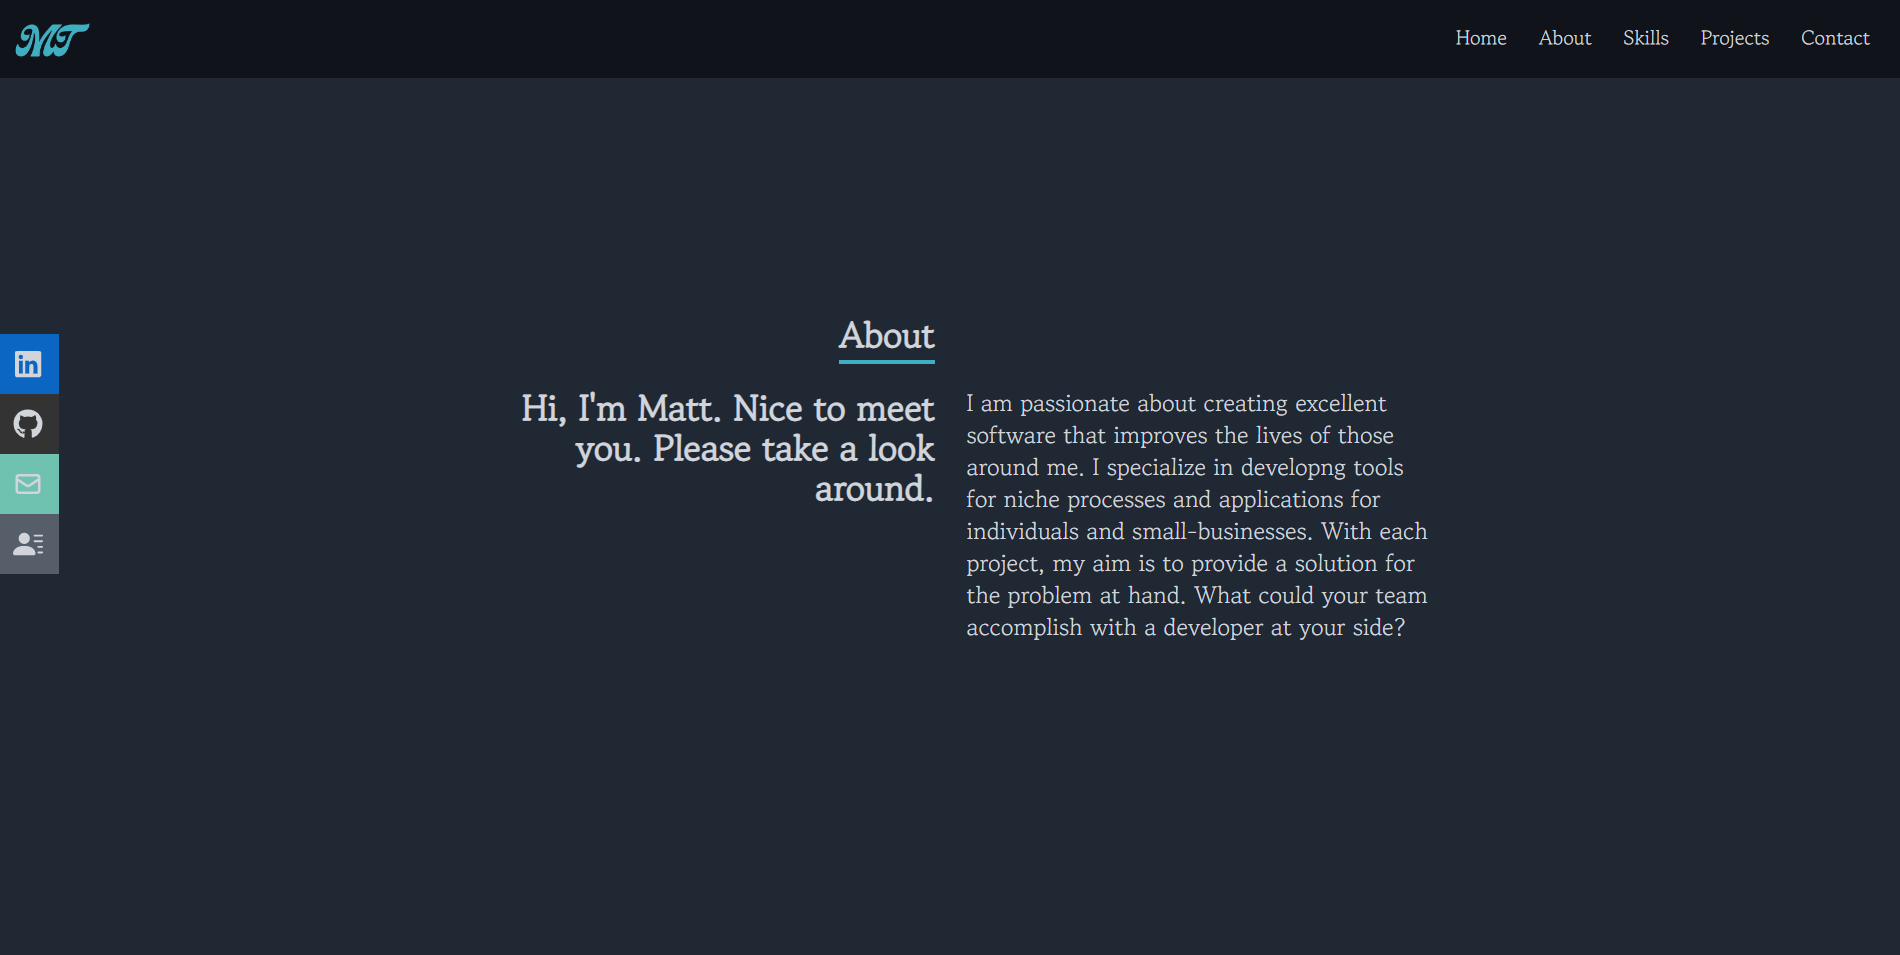 MT
Home
About
Skills
Projects
Contact
About
Hi, I'm Matt. Nice to meet
you. Please take a look
around.
I am passionate about creating excellent
software that improves the lives of those
around me. I specialize in developng tools
for niche processes and applications for
individuals and small-businesses. With each
project, my aim is to provide a solution for
the problem at hand. What could your team
accomplish with a developer at your side?
in